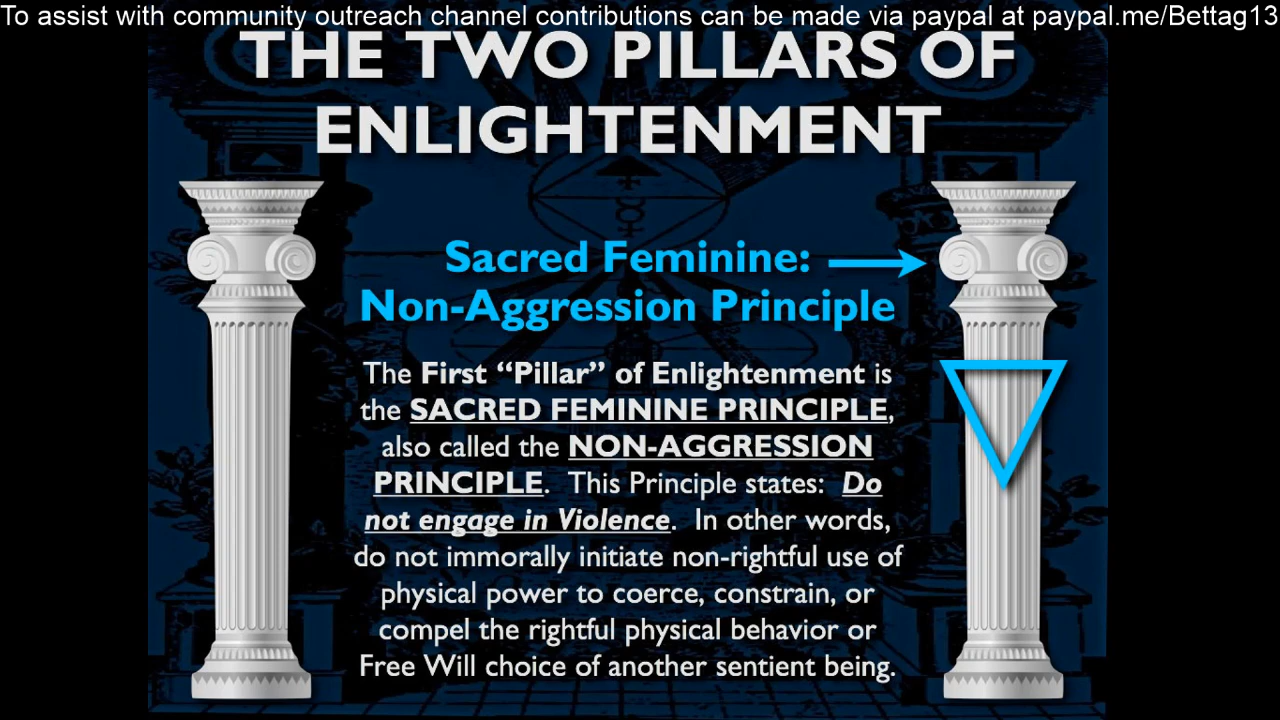 To assist with community outreach channel contributions can be made via paypal at paypal.me/Bettag13
THE TWO PILLARS OF
ENLIGHTENMENT
Sacred Feminine:
Non-Aggression Principle
The First “Pillar” of Enlightenment is
the SACRED FEMININE PRINCIPLE,
also called the NON-AGGRESSION
PRINCIPLE. This Principle states: Do
not engage in Violence. In other words,
do not immorally initiate non-rightful use of
physical power to coerce, constrain, or
compel the rightful physical behavior or
Free Will choice of another sentient being.